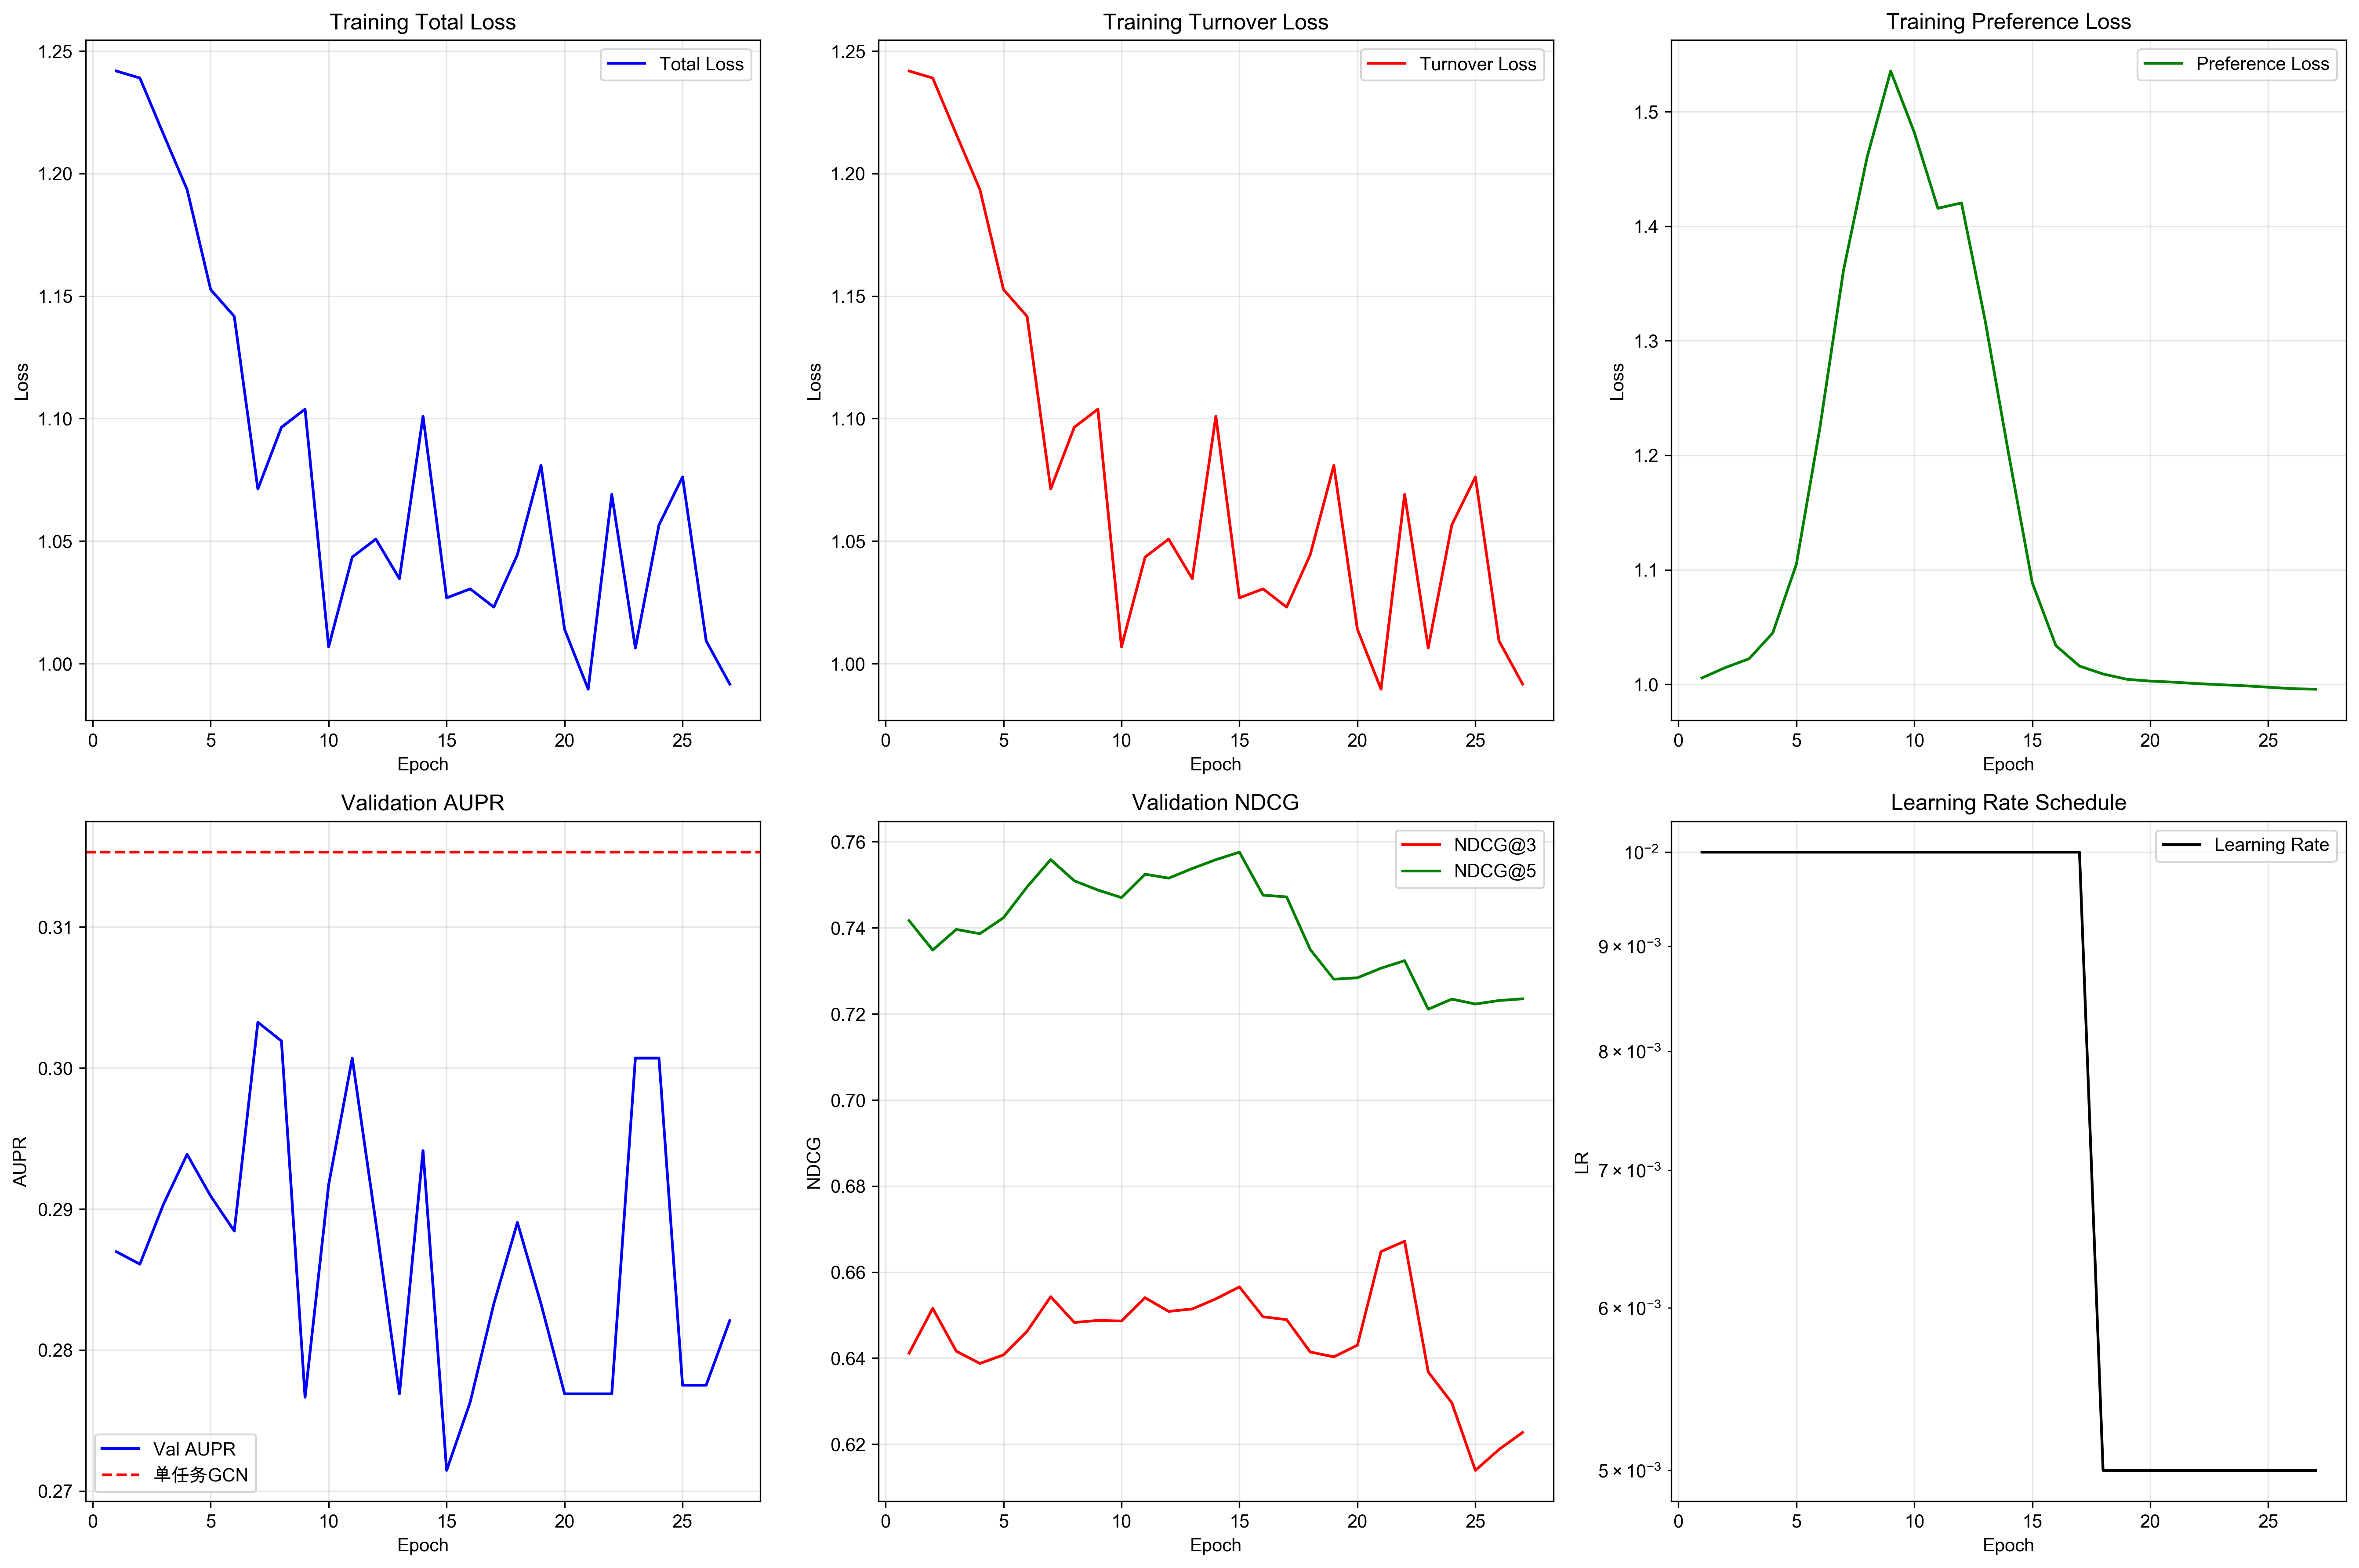 Training Total Loss
1.25
1.20
1.15
1.10
1.05
1.00
Loss
Total Loss
0
5
10
15
20
25
Epoch
Training Turnover Loss
1.25
1.20
1.15
1.10
1.05
1.00
Loss
Turnover Loss
0
5
10
15
20
25
Epoch
Training Preference Loss
1.5
1.4
1.3
1.2
1.1
1.0
Loss
Preference Loss
0
5
10
15
20
25
Epoch
Validation AUPR
0.31
0.30
0.29
0.28
0.27
AUPR
Val AUPR
单任务GCN
0
5
10
15
20
25
Epoch
Validation NDCG
0.76
0.74
0.72
0.70
0.68
0.66
0.64
0.62
NDCG
NDCG@3
NDCG@5
0
5
10
15
20
25
Epoch
Learning Rate Schedule
10⁻²
9 × 10⁻³
8 × 10⁻³
7 × 10⁻³
6 × 10⁻³
5 × 10⁻³
LR
Learning Rate
0
5
10
15
20
25
Epoch